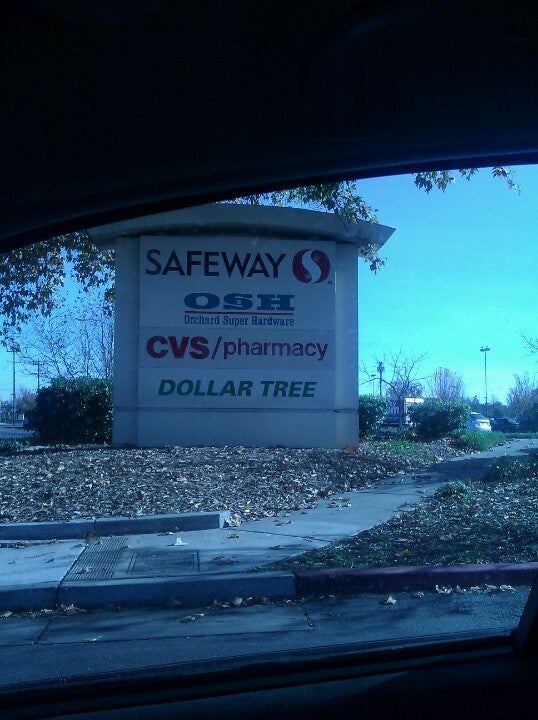 SAFEWAY
OSH
Orchard Super Hardware
CVS/pharmacy
DOLLAR TREE